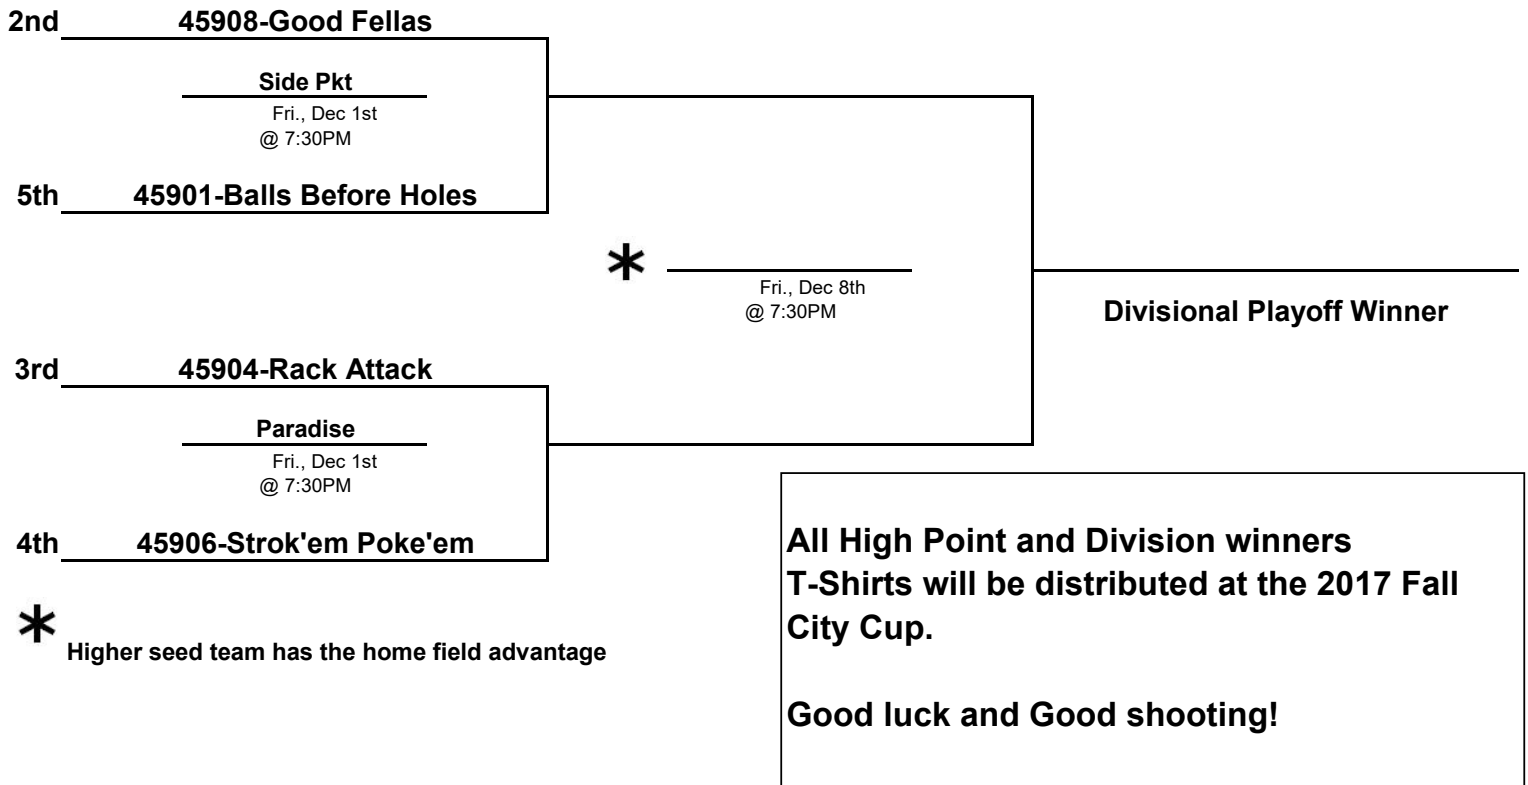 2nd 45908-Good Fellas
Side Pkt
Fri., Dec 1st
@ 7:30PM
5th 45901-Balls Before Holes
*
Fri., Dec 8th
@ 7:30PM
Divisional Playoff Winner
3rd 45904-Rack Attack
Paradise
Fri., Dec 1st
@ 7:30PM
4th 45906-Strok'em Poke'em
* Higher seed team has the home field advantage
All High Point and Division winners
T-Shirts will be distributed at the 2017 Fall
City Cup.
Good luck and Good shooting!